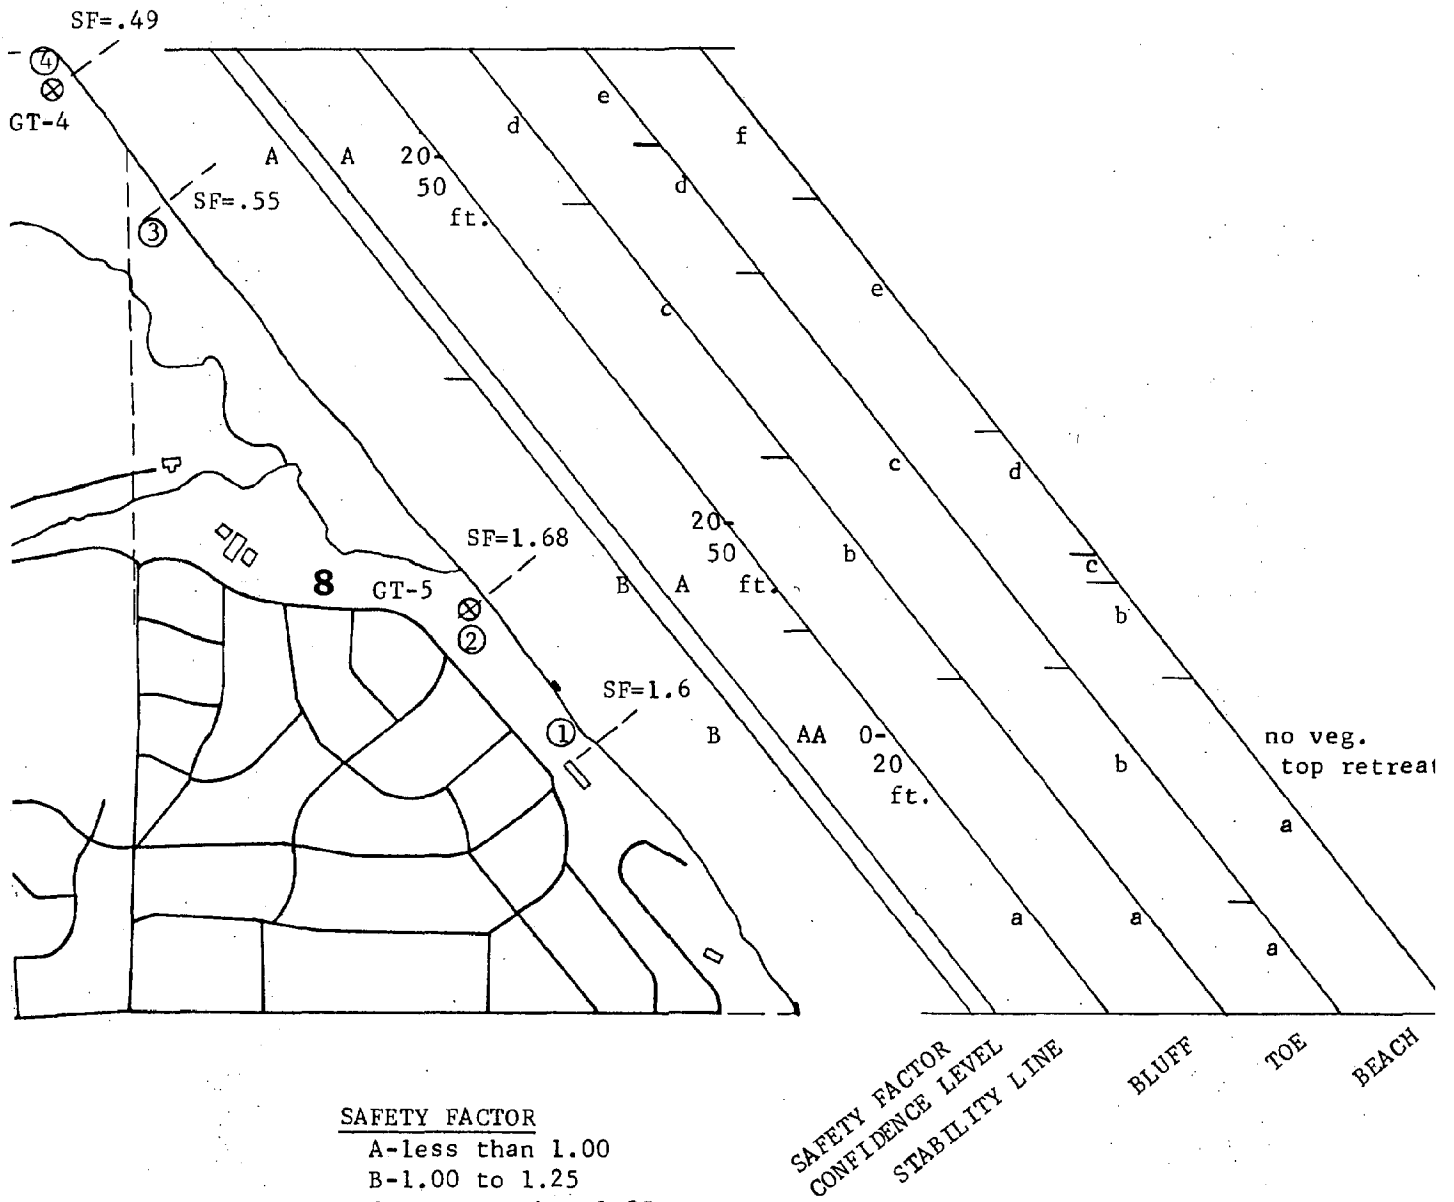 SF=.49
4
GT-4
SF=.55
3
A
A
20-
50
ft.
d
e
f
d
c
e
c
d
SF=1.68
GT-5
8
2
B
A
20-
50
ft.
b
c
b
SF=1.6
1
B
AA
0-
20
ft.
b
no veg.
top retreat
a
a
a
a
SAFETY FACTOR
CONFIDENCE LEVEL
STABILITY LINE
BLUFF
TOE
BEACH
SAFETY FACTOR
A-less than 1.00
B-1.00 to 1.25